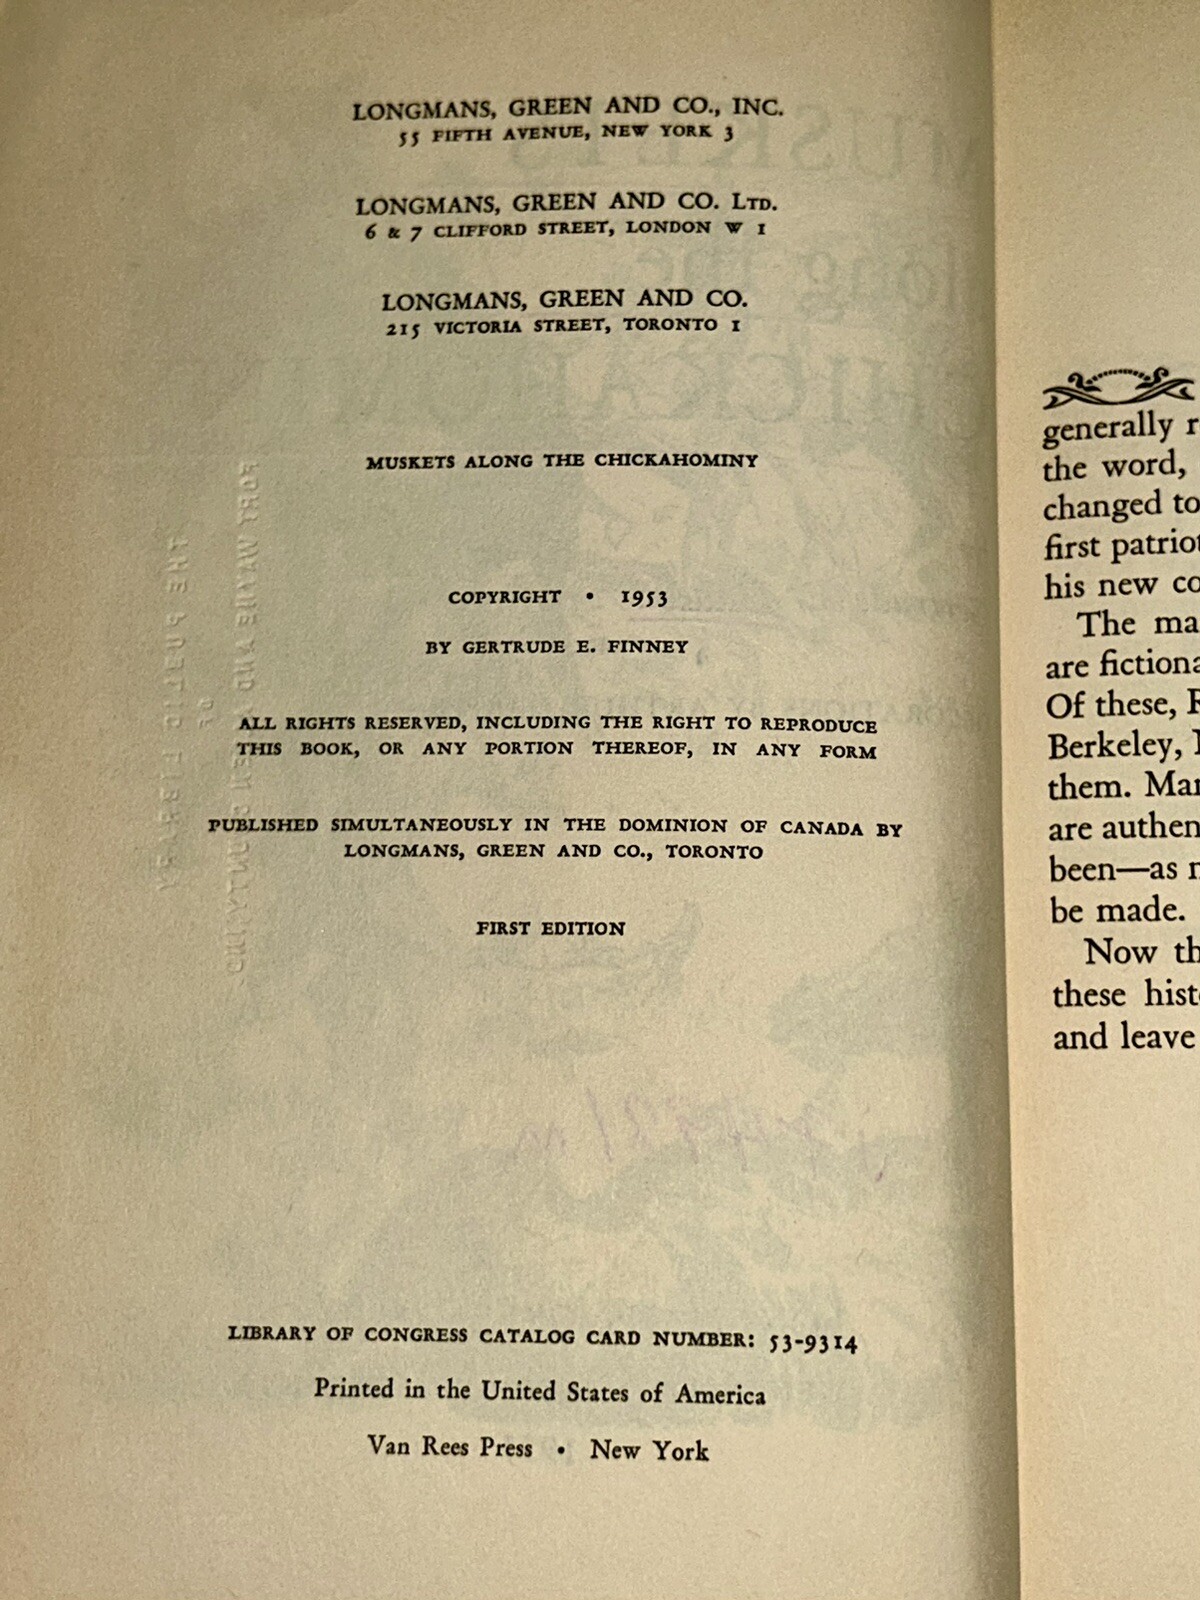 LONGMANS, GREEN AND CO., INC.
55 FIFTH AVENUE, NEW YORK 3
LONGMANS, GREEN AND CO. LTD.
6 & 7 CLIFFORD STREET, LONDON W 1
LONGMANS, GREEN AND CO.
215 VICTORIA STREET, TORONTO 1
MUSKETS ALONG THE CHICKAHOMINY
COPYRIGHT • 1953
BY GERTRUDE E. FINNEY
ALL RIGHTS RESERVED, INCLUDING THE RIGHT TO REPRODUCE
THIS BOOK, OR ANY PORTION THEREOF, IN ANY FORM
PUBLISHED SIMULTANEOUSLY IN THE DOMINION OF CANADA BY
LONGMANS, GREEN AND CO., TORONTO
FIRST EDITION
LIBRARY OF CONGRESS CATALOG CARD NUMBER: 53-9314
Printed in the United States of America
Van Rees Press • New York
generally
the word,
changed to
first
his new
The
are
Of these,
Berkeley,
them.
are
been—as
be made.
Now
these
and leave